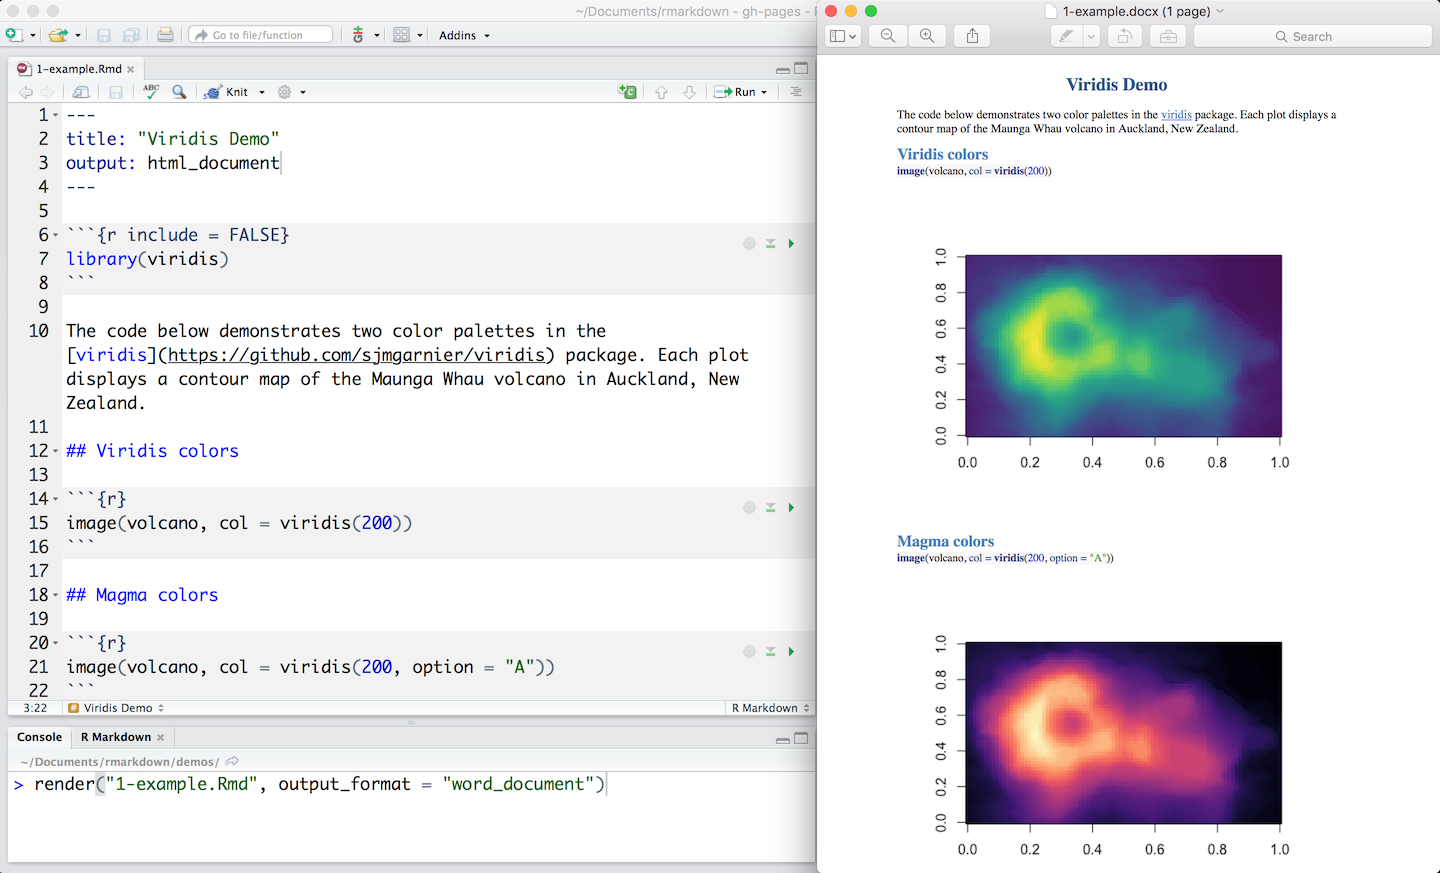 ~/Documents/rmarkdown - gh-pages -
Go to file/function
Addins
1-example.Rmd
ABC
Knit
Run
1 ---
2 title: "Viridis Demo"
3 output: html_document
4 ---
5
6 ```{r include = FALSE}
7 library(viridis)
8 ```
9
10 The code below demonstrates two color palettes in the
[viridis](https://github.com/sjmgarnier/viridis) package. Each plot
displays a contour map of the Maunga Whau volcano in Auckland, New
Zealand.
11
12 ## Viridis colors
13
14 ```{r}
15 image(volcano, col = viridis(200))
16 ```
17
18 ## Magma colors
19
20 ```{r}
21 image(volcano, col = viridis(200, option = "A"))
22 ```
3:22 # Viridis Demo R Markdown
Console R Markdown
~/Documents/rmarkdown/demos/
> render("1-example.Rmd", output_format = "word_document")
1-example.docx (1 page)
Search
Viridis Demo
The code below demonstrates two color palettes in the viridis package. Each plot displays a
contour map of the Maunga Whau volcano in Auckland, New Zealand.
Viridis colors
image(volcano, col = viridis(200))
1.0
0.8
0.6
0.4
0.2
0.0
0.0 0.2 0.4 0.6 0.8 1.0
Magma colors
image(volcano, col = viridis(200, option = "A"))
1.0
0.8
0.6
0.4
0.2
0.0
0.0 0.2 0.4 0.6 0.8 1.0